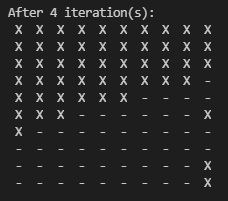 After 4 iteration(s):
X X X X X X X X X X
X X X X X X X X X X
X X X X X X X X X X
X X X X X X X X X -
X X X X X X - - - -
X X X - - - - - - X
X - - - - - - - - -
- - - - - - - - - -
- - - - - - - - - X
- - - - - - - - - X